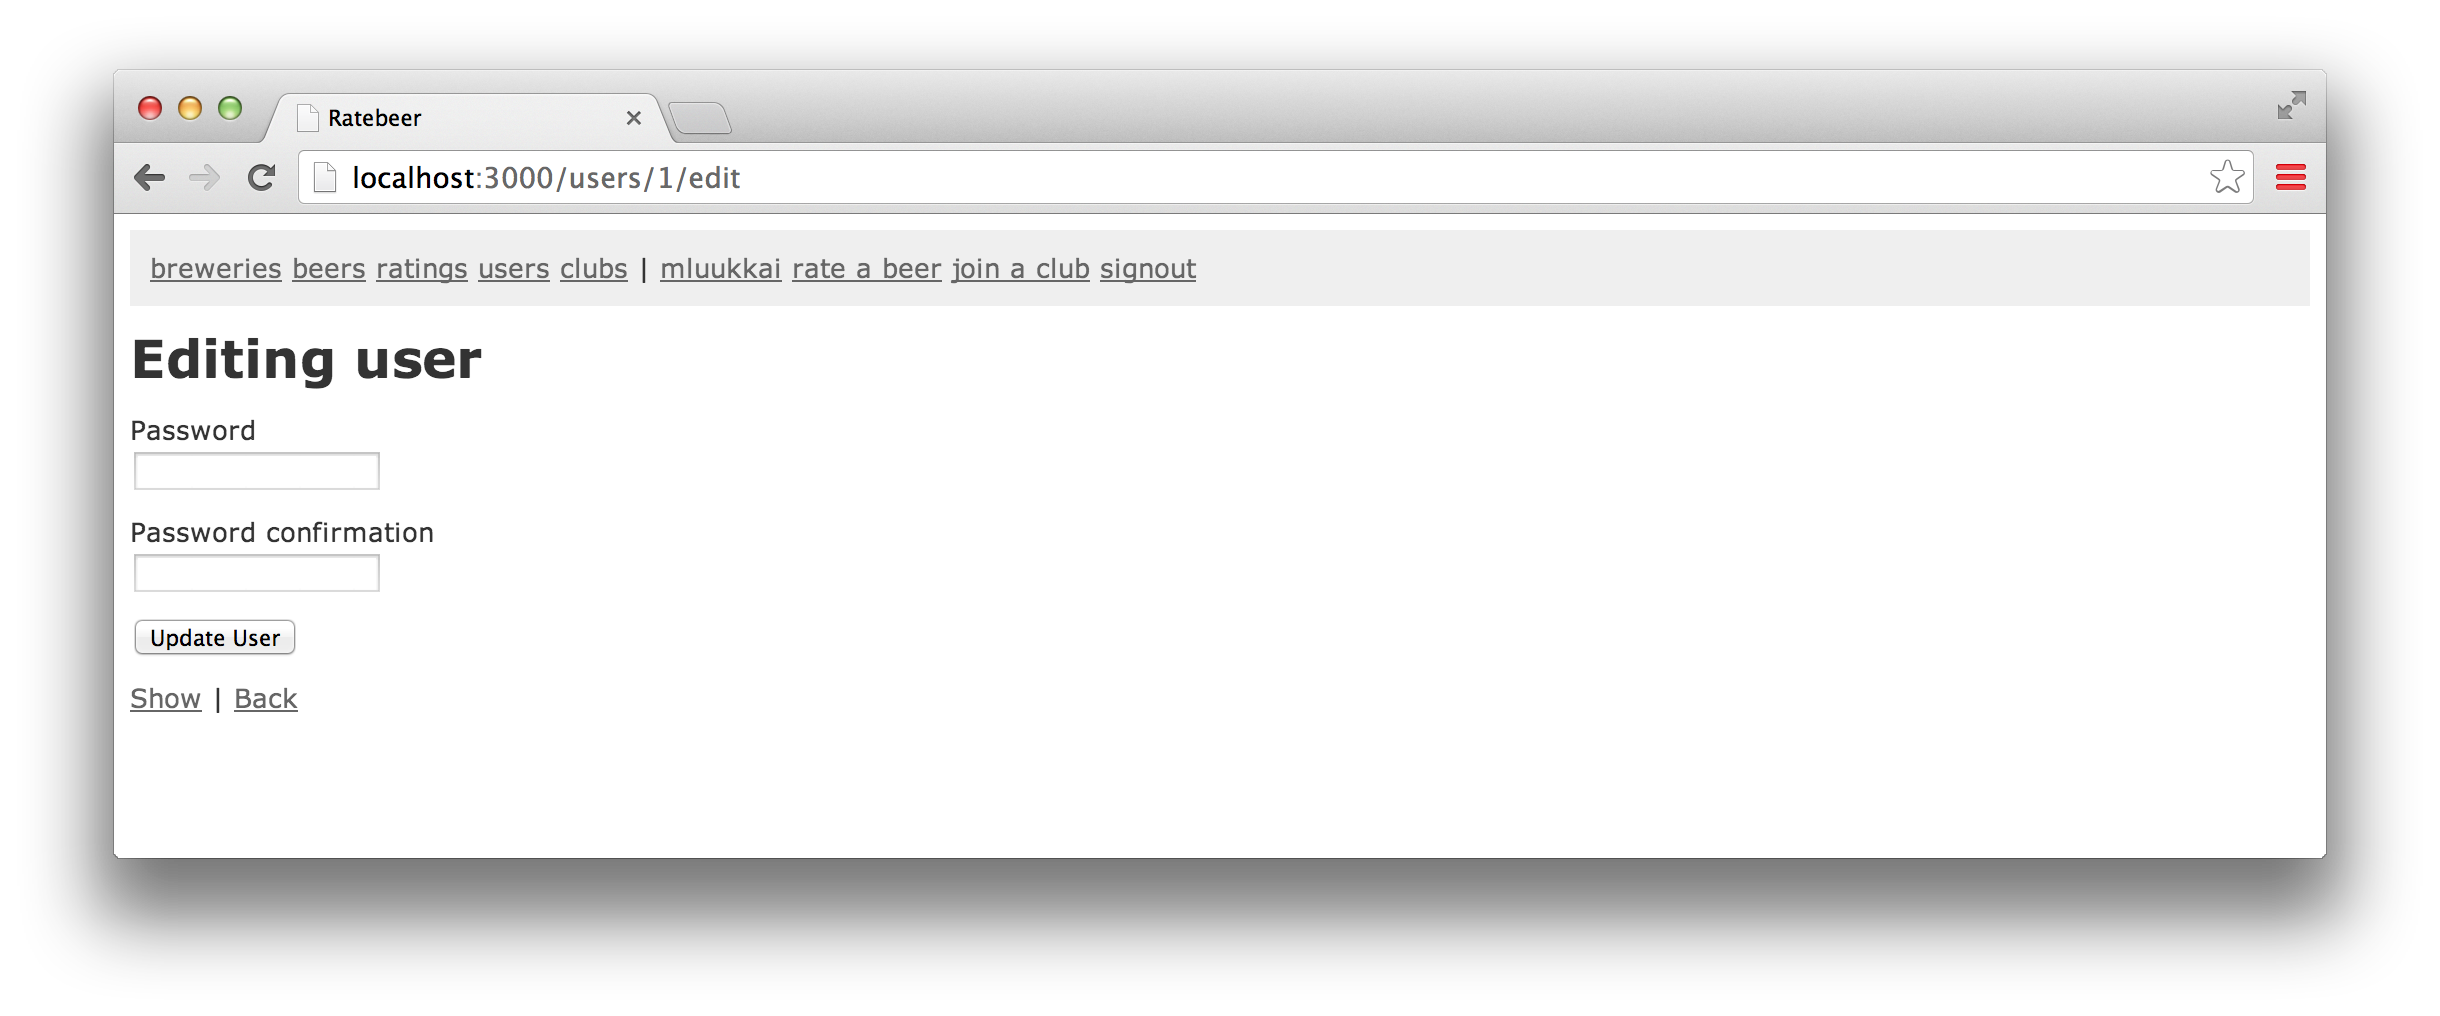 Ratebeer
localhost:3000/users/1/edit
breweries beers ratings users clubs | mluukkai rate a beer join a club signout
Editing user
Password
Password confirmation
Update User
Show | Back